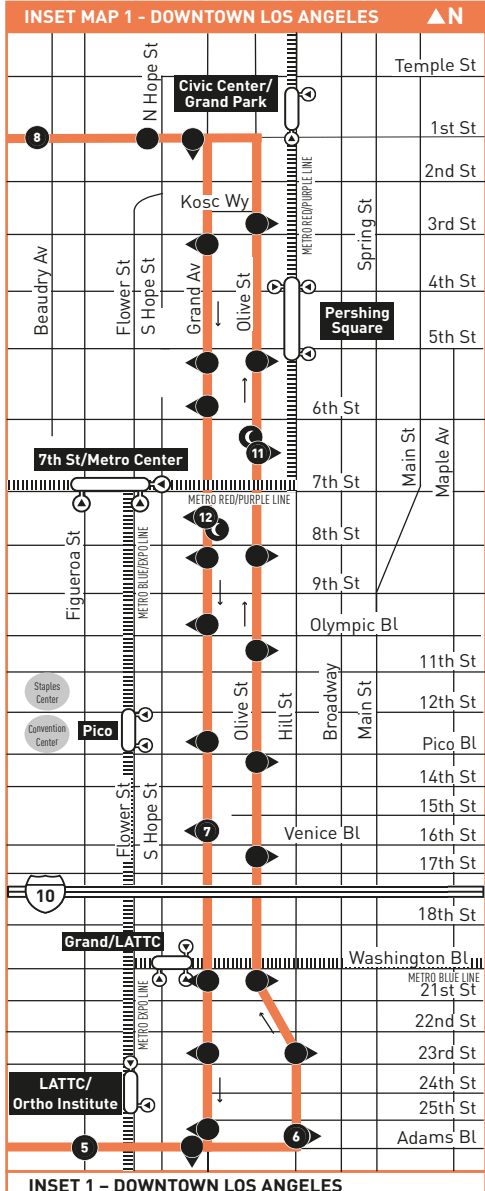 INSET MAP 1 - DOWNTOWN LOS ANGELES
N
N Hope St
Temple St
Civic Center/
Grand Park
8
1st St
METRO RED/PURPLE LINE
2nd St
Kosc Wy
3rd St
Spring St
Beaudry Av
Flower St
S Hope St
Grand Av
Olive St
4th St
Pershing
Square
5th St
6th St
11
Main St
Maple Av
7th St/Metro Center
7th St
METRO RED/PURPLE LINE
12
8th St
Figueroa St
METRO BLUE/EXPO LINE
9th St
Olympic Bl
11th St
Staples
Center
Olive St
Hill St
Broadway
Main St
12th St
Convention
Center
Pico
Pico Bl
14th St
Flower St
S Hope St
15th St
7
Venice Bl
16th St
17th St
10
18th St
Grand/LATTC
Washington Bl
METRO BLUE LINE
21st St
METRO EXPO LINE
22nd St
23rd St
LATTC/
Ortho Institute
24th St
25th St
6
Adams Bl
5
INSET 1 – DOWNTOWN LOS ANGELES